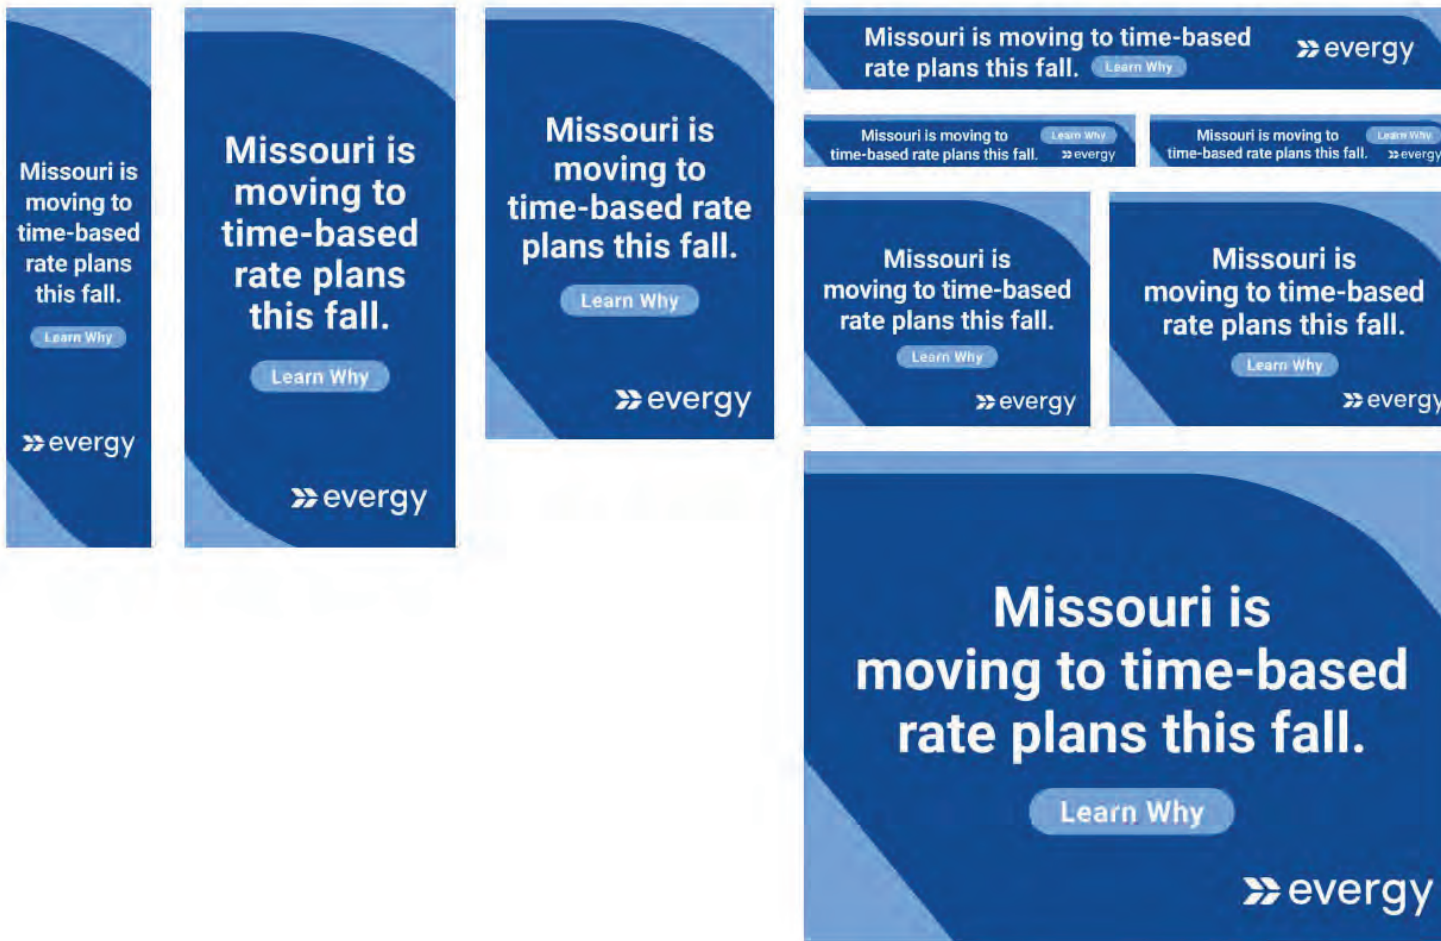 Missouri is
moving to
time-based
rate plans
this fall.
Learn Why
evergy
Missouri is
moving to
time-based
rate plans
this fall.
Learn Why
evergy
Missouri is
moving to
time-based rate
plans this fall.
Learn Why
evergy
Missouri is moving to time-based
rate plans this fall. Learn Why
evergy
Missouri is moving to
time-based rate plans this fall.
Learn Why
evergy
Missouri is moving to
time-based rate plans this fall.
Learn Why
evergy
Missouri is
moving to time-based
rate plans this fall.
Learn Why
evergy
Missouri is
moving to time-based
rate plans this fall.
Learn Why
evergy
Missouri is
moving to time-based
rate plans this fall.
Learn Why
evergy